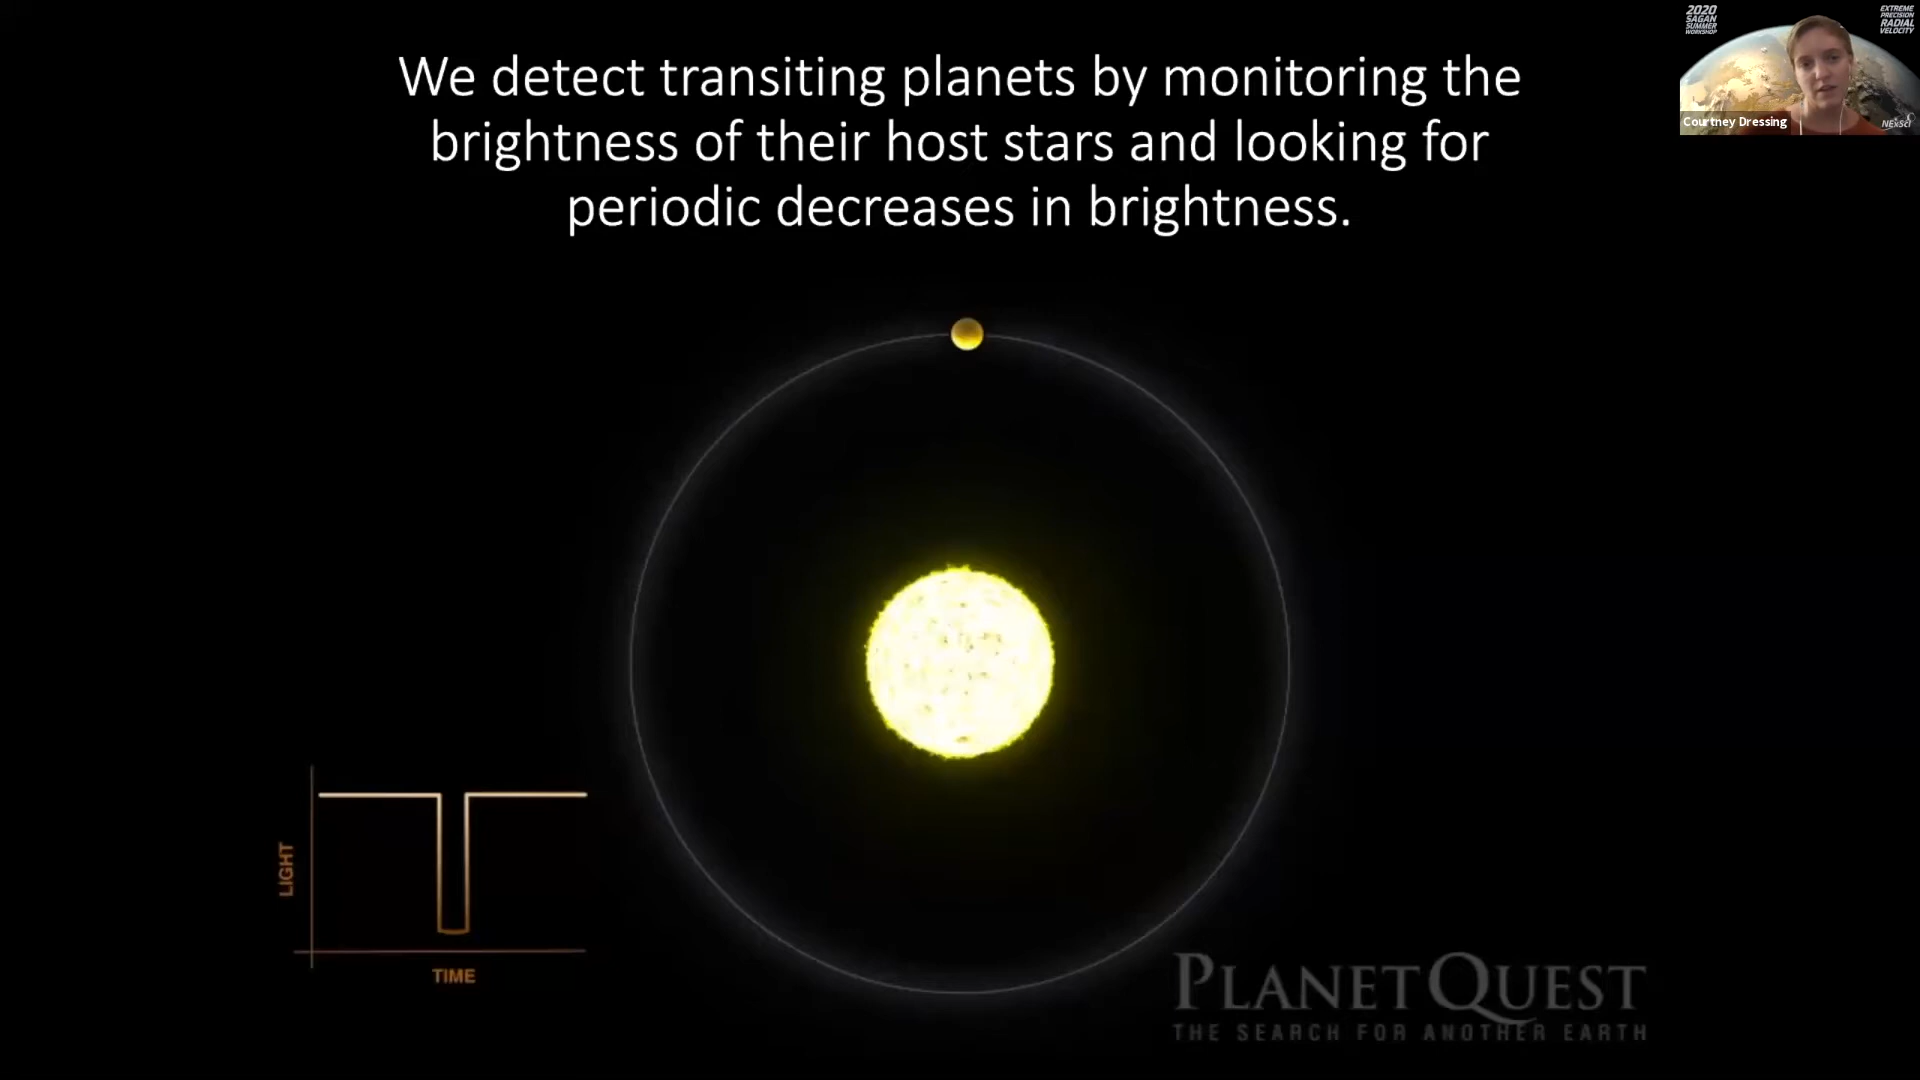 We detect transiting planets by monitoring the
brightness of their host stars and looking for
periodic decreases in brightness.
2020
SAGAN
SUMMER
WORKSHOP
EXTREME
PRECISION
RADIAL
VELOCITY
Courtney Dressing
NExScI
LIGHT
TIME
PLANETQUEST
THE SEARCH FOR ANOTHER EARTH